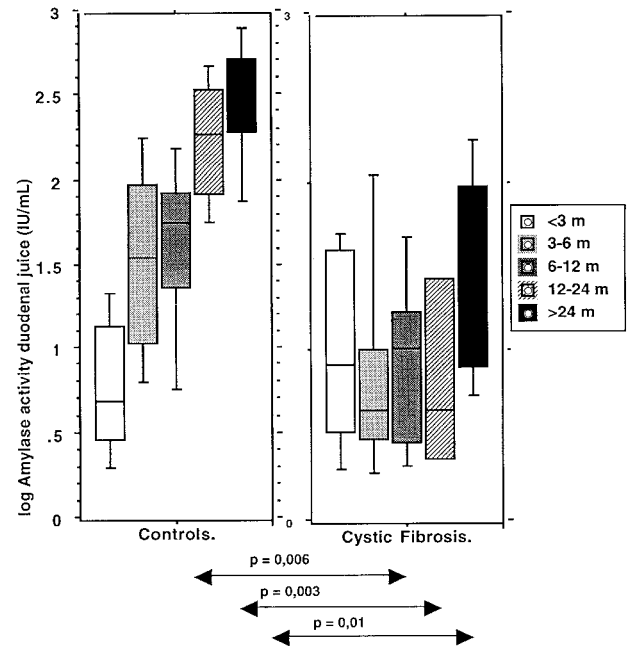 log Amylase activity duodenal juice (IU/mL)
3
2.5
2
1.5
1
.5
0
3
0
Controls.
Cystic Fibrosis.
<3 m
3-6 m
6-12 m
12-24 m
>24 m
p = 0,006
p = 0,003
p = 0,01